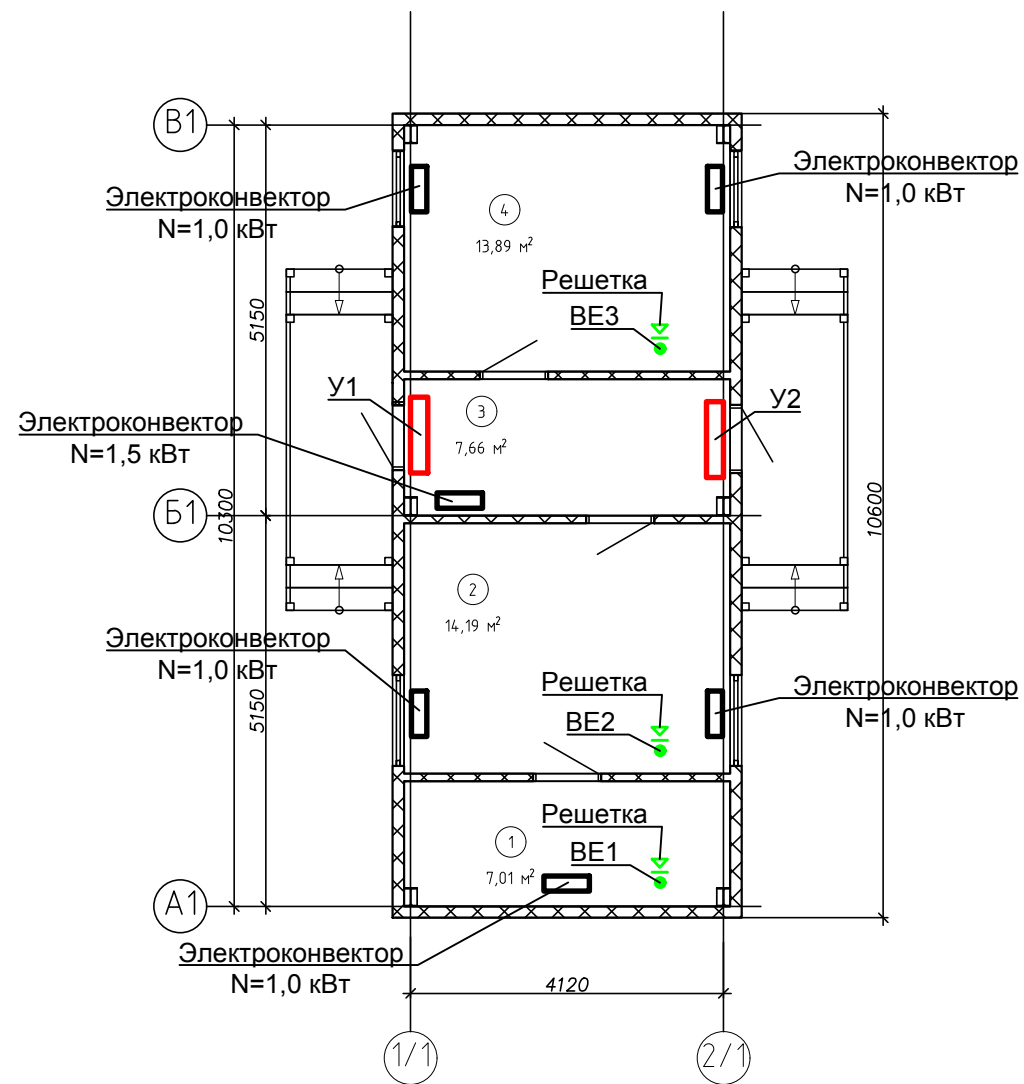 В1
Электроконвектор
N=1,0 кВт
Электроконвектор
N=1,0 кВт
4
13,89 м²
Решетка
ВЕ3
5150
У1
3
7,66 м²
У2
Электроконвектор
N=1,5 кВт
Б1
10300
10600
2
14,19 м²
Электроконвектор
N=1,0 кВт
Решетка
ВЕ2
Электроконвектор
N=1,0 кВт
5150
Решетка
ВЕ1
1
7,01 м²
А1
Электроконвектор
N=1,0 кВт
4120
1/1
2/1